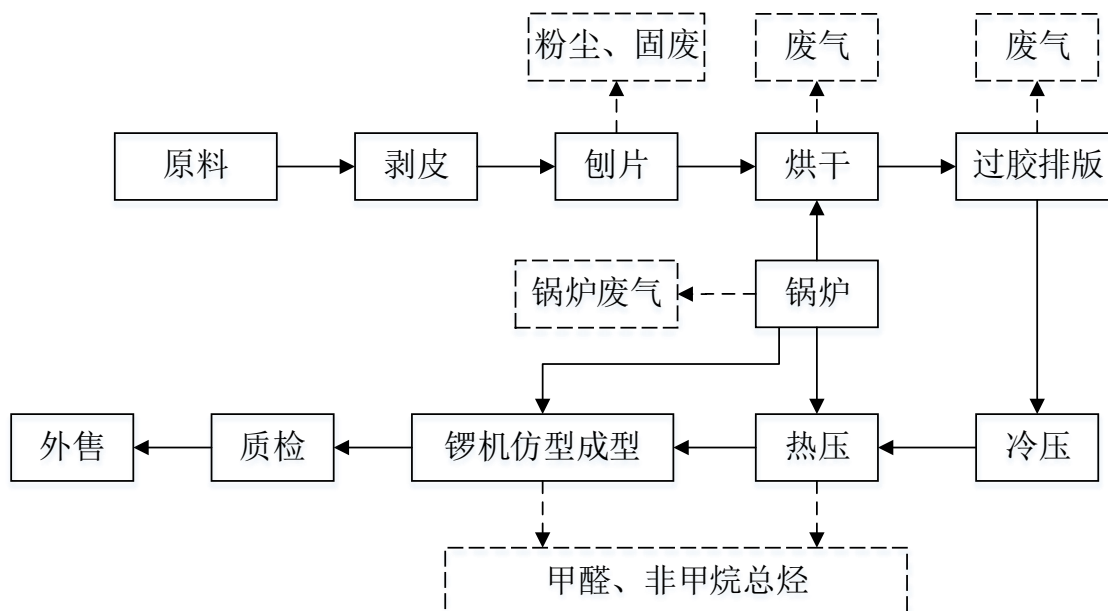 粉尘、固废
废气
废气
原料
剥皮
刨片
烘干
过胶排版
锅炉废气
锅炉
外售
质检
锣机仿型成型
热压
冷压
甲醛、非甲烷总烃